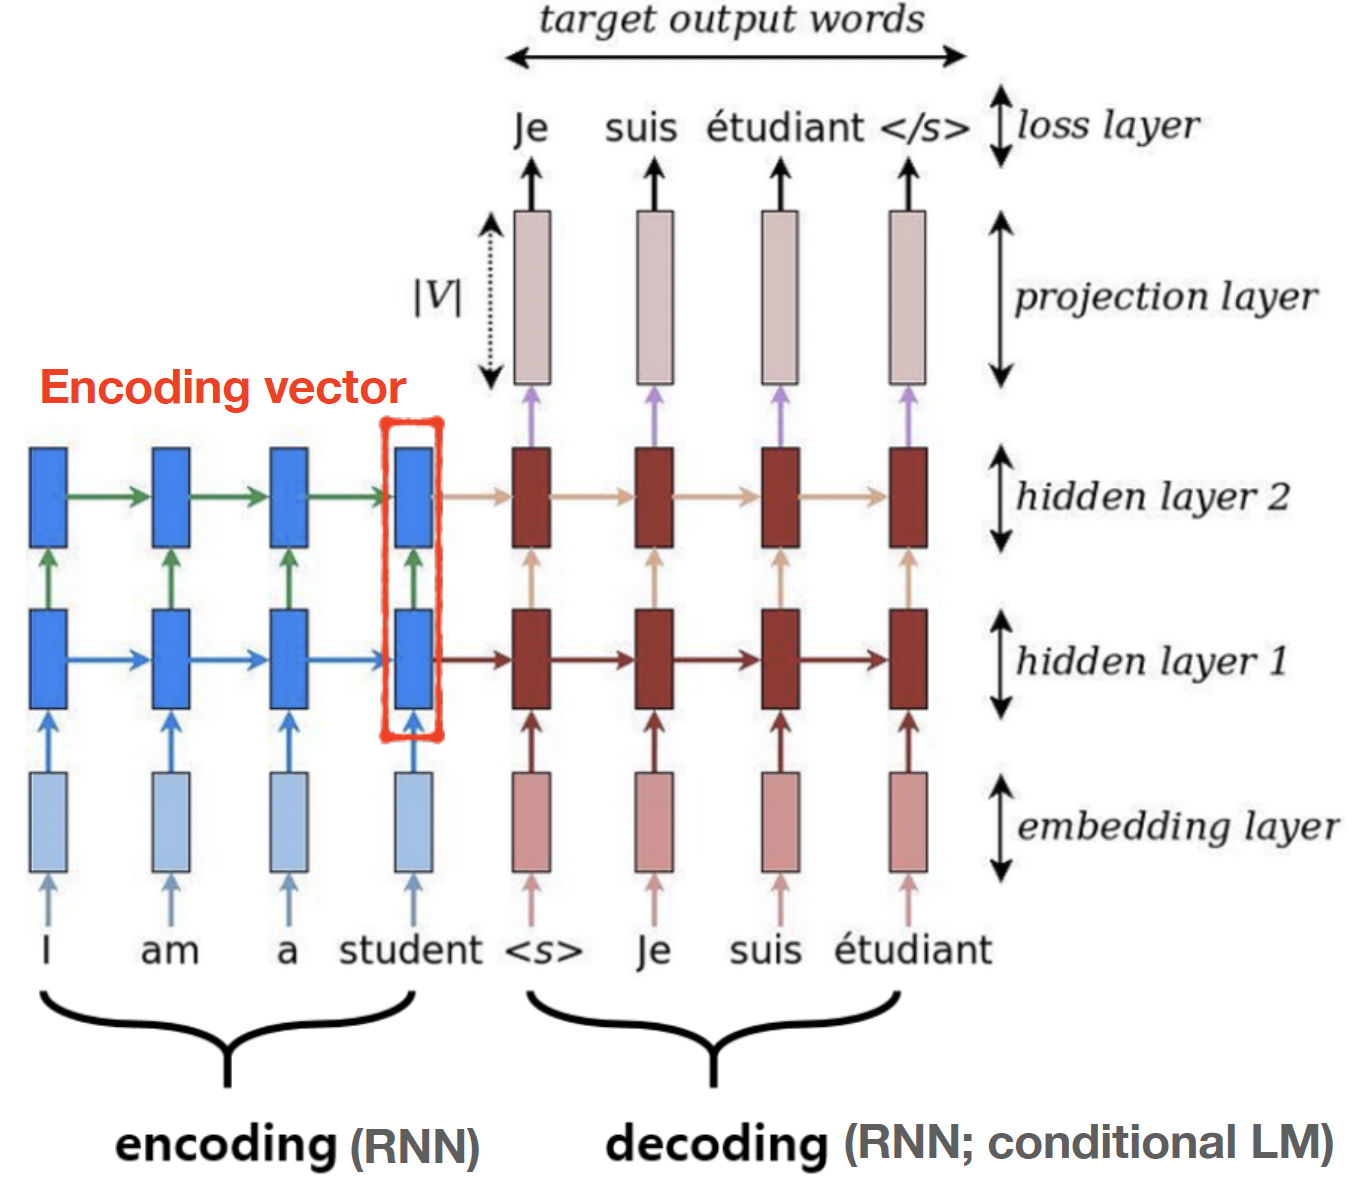 target output words
Je suis étudiant </s> loss layer
|V| projection layer
Encoding vector
hidden layer 2
hidden layer 1
embedding layer
I am a student <s> Je suis étudiant
encoding (RNN) decoding (RNN; conditional LM)